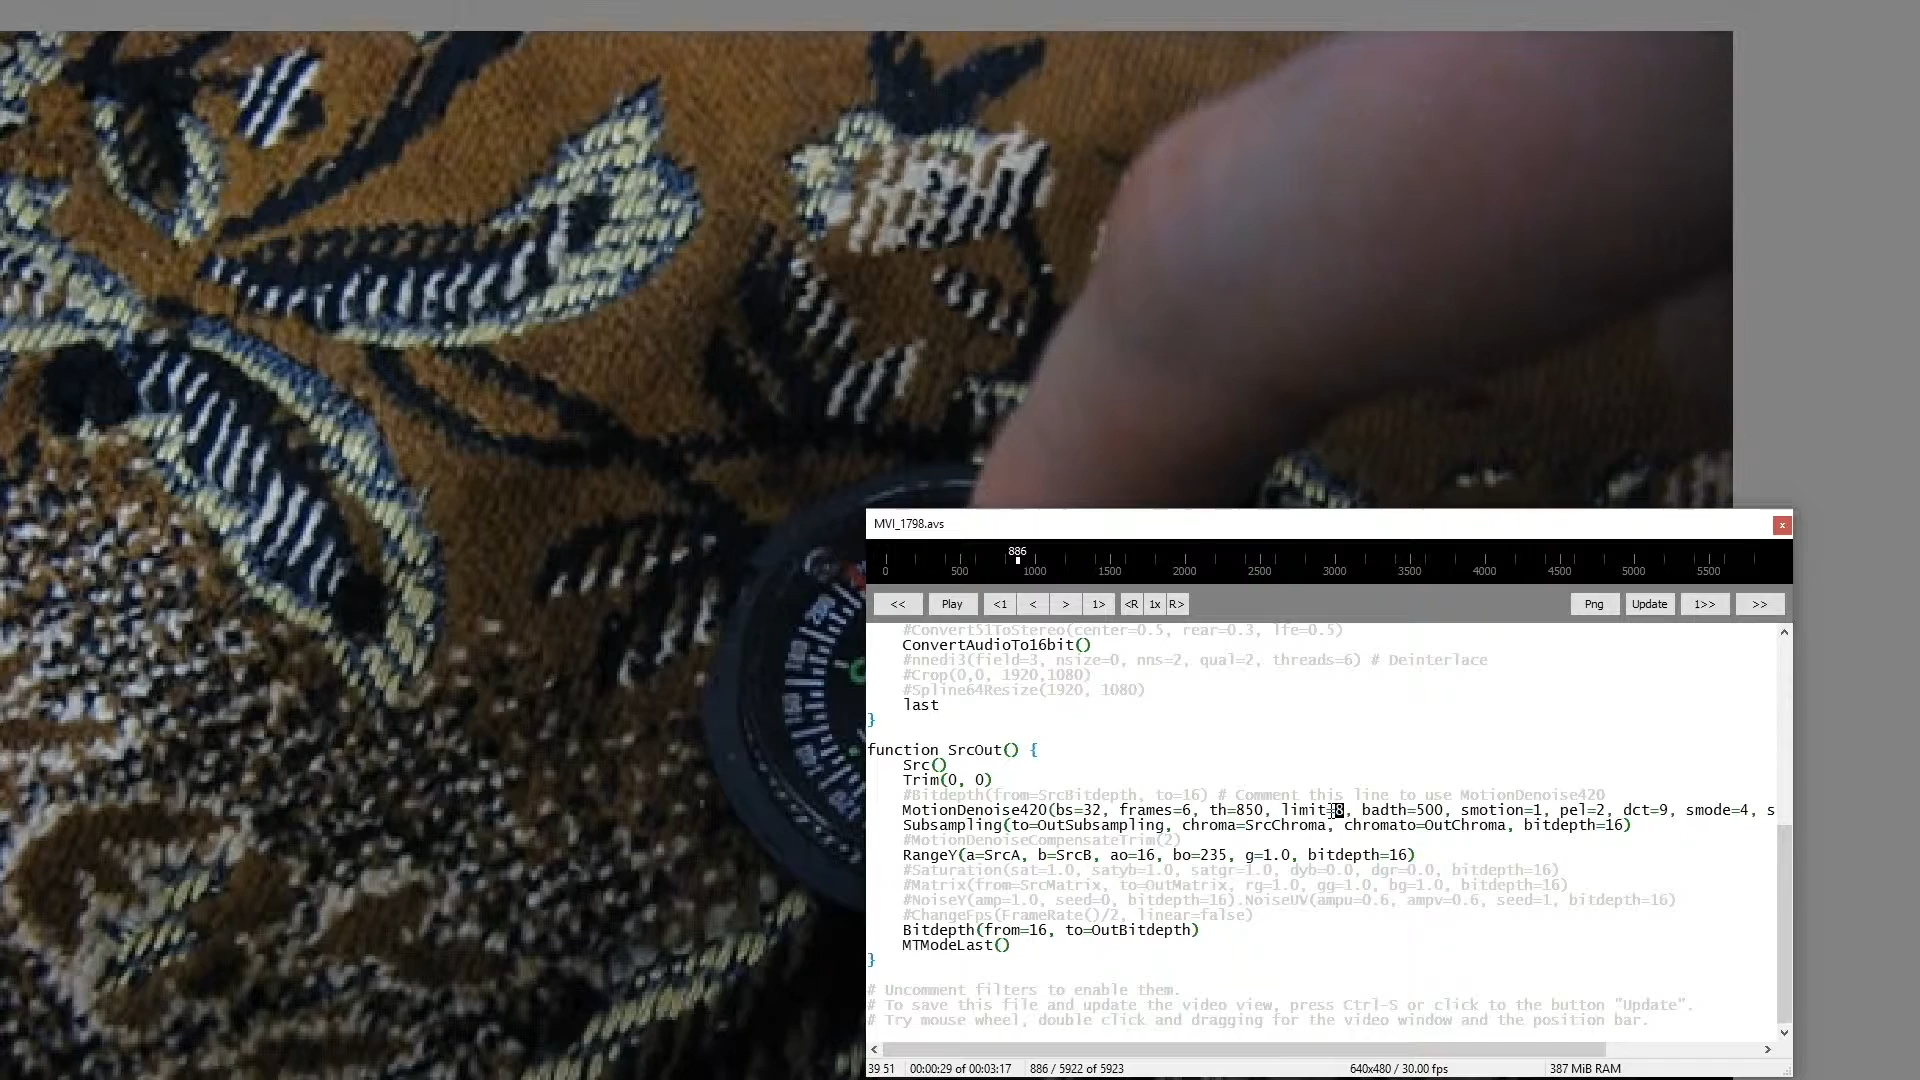 MVI_1798.avs
x
886
0 500 1000 1500 2000 2500 3000 3500 4000 4500 5000 5500
<< Play <1 < > 1> <R 1x R> Png Update 1>> >>
#Convert51ToStereo(center=0.5, rear=0.3, lfe=0.5)
ConvertAudioTo16bit()
#nnedi3(field=3, nsize=0, nns=2, qual=2, threads=6) # Deinterlace
#Crop(0,0, 1920,1080)
#Spline64Resize(1920, 1080)
last
}
function SrcOut() {
Src()
Trim(0, 0)
#Bitdepth(from=SrcBitdepth, to=16) # Comment this line to use MotionDenoise420
MotionDenoise420(bs=32, frames=6, th=850, limit=8, badth=500, smotion=1, pel=2, dct=9, smode=4, s
Subsampling(to=OutSubsampling, chroma=SrcChroma, chromato=OutChroma, bitdepth=16)
#MotionDenoiseCompensateTrim(2)
RangeY(a=SrcA, b=SrcB, ao=16, bo=235, g=1.0, bitdepth=16)
#Saturation(sat=1.0, satyb=1.0, satgr=1.0, dyb=0.0, dgr=0.0, bitdepth=16)
#Matrix(from=SrcMatrix, to=OutMatrix, rg=1.0, gg=1.0, bg=1.0, bitdepth=16)
#NoiseY(amp=1.0, seed=0, bitdepth=16).NoiseUV(ampu=0.6, ampv=0.6, seed=1, bitdepth=16)
#ChangeFps(FrameRate()/2, linear=false)
Bitdepth(from=16, to=OutBitdepth)
MTModeLast()
}
# Uncomment filters to enable them.
# To save this file and update the video view, press Ctrl-S or click to the button "Update".
# Try mouse wheel, double click and dragging for the video window and the position bar.
39 51 00:00:29 of 00:03:17 886 / 5922 of 5923 640x480 / 30.00 fps 387 MiB RAM